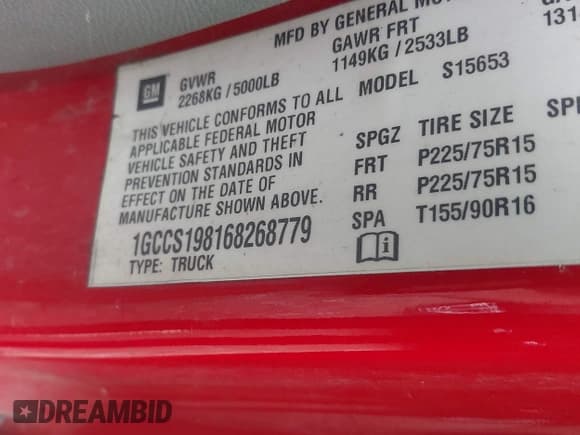 MFD BY GENERAL
GM
GVWR
2268KG / 5000LB
GAWR FRT
1149KG / 2533LB
131
THIS VEHICLE CONFORMS TO ALL
APPLICABLE FEDERAL MOTOR
VEHICLE SAFETY AND THEFT
PREVENTION STANDARDS IN
EFFECT ON THE DATE OF
MANUFACTURE SHOWN ABOVE.
1GCCS198168268779
TYPE: TRUCK
MODEL S15653
SPGZ TIRE SIZE
FRT P225/75R15
RR P225/75R15
SPA T155/90R16
DREAMBID